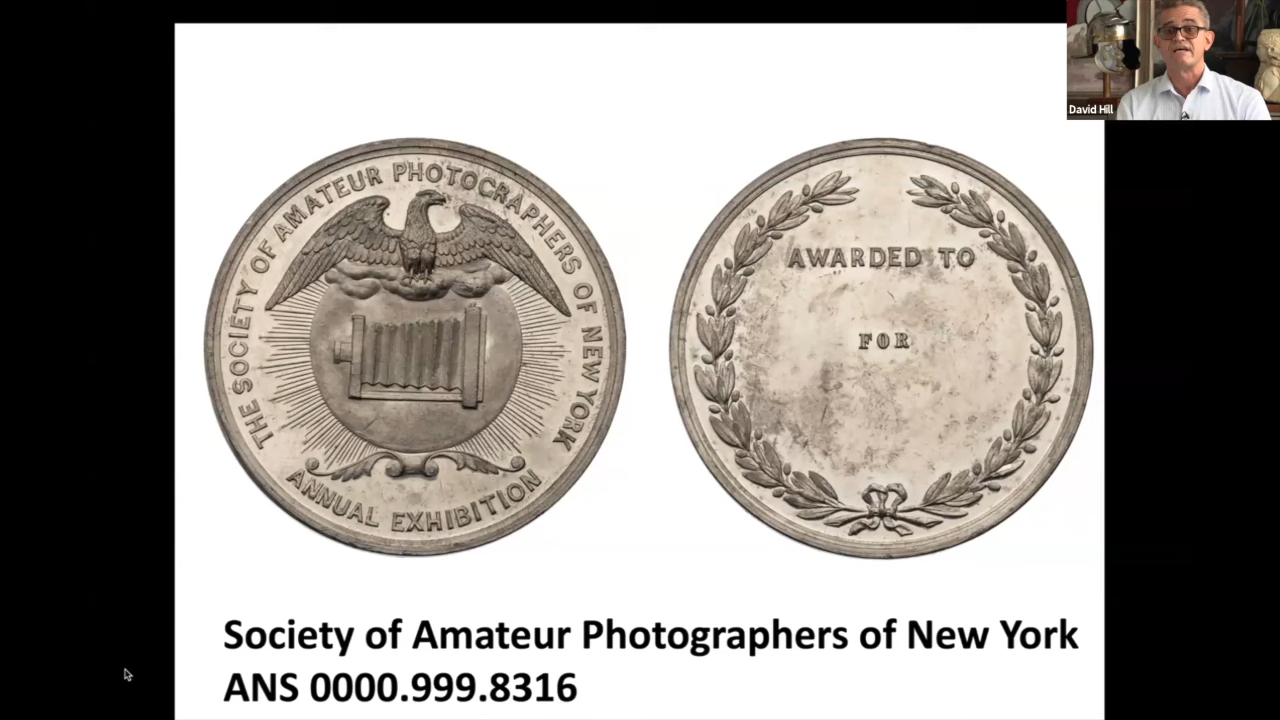 David Hill
THE SOCIETY OF AMATEUR PHOTOGRAPHERS OF NEW YORK
ANNUAL EXHIBITION
AWARDED TO
FOR
Society of Amateur Photographers of New York
ANS 0000.999.8316